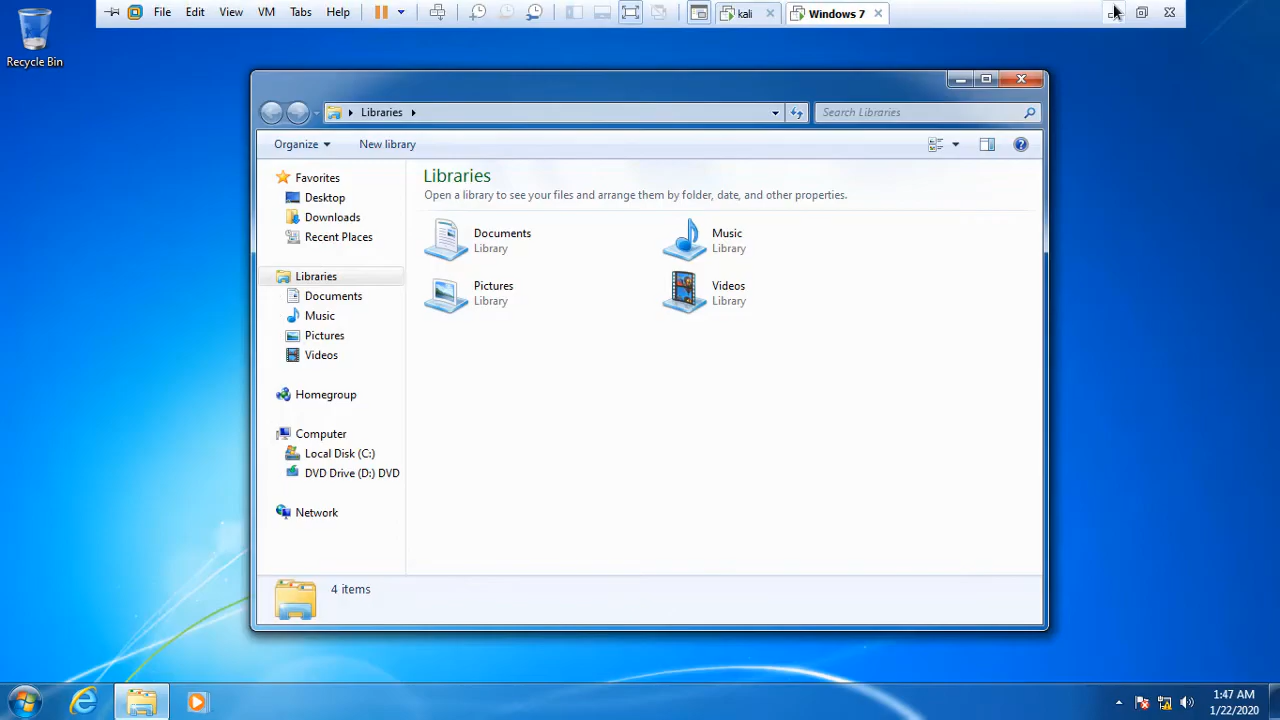 File Edit View VM Tabs Help kali Windows 7
Recycle Bin
Libraries Search Libraries
Organize New library
Favorites
Desktop
Downloads
Recent Places
Libraries
Documents
Music
Pictures
Videos
Homegroup
Computer
Local Disk (C:)
DVD Drive (D:) DVD
Network
Libraries
Open a library to see your files and arrange them by folder, date, and other properties.
Documents
Library
Music
Library
Pictures
Library
Videos
Library
4 items
1:47 AM
1/22/2020